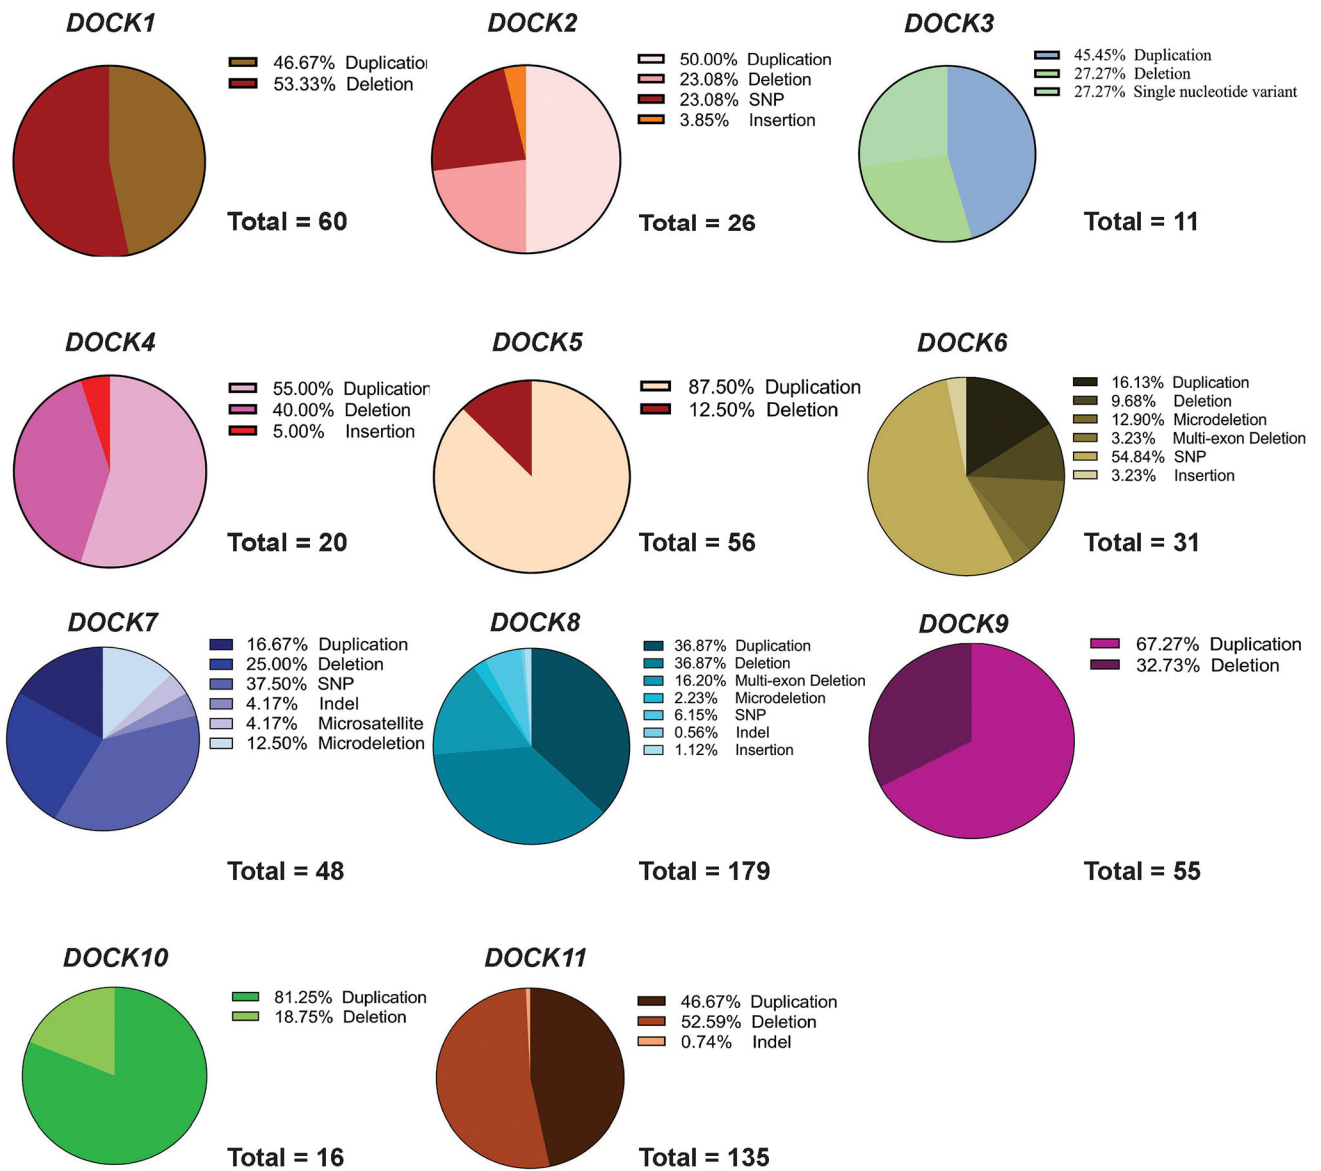 DOCK1
46.67% Duplication
53.33% Deletion
Total = 60
DOCK2
50.00% Duplication
23.08% Deletion
23.08% SNP
3.85% Insertion
Total = 26
DOCK3
45.45% Duplication
27.27% Deletion
27.27% Single nucleotide variant
Total = 11
DOCK4
55.00% Duplication
40.00% Deletion
5.00% Insertion
Total = 20
DOCK5
87.50% Duplication
12.50% Deletion
Total = 56
DOCK6
16.13% Duplication
9.68% Deletion
12.90% Microdeletion
3.23% Multi-exon Deletion
54.84% SNP
3.23% Insertion
Total = 31
DOCK7
16.67% Duplication
25.00% Deletion
37.50% SNP
4.17% Indel
4.17% Microsatellite
12.50% Microdeletion
Total = 48
DOCK8
36.87% Duplication
36.87% Deletion
16.20% Multi-exon Deletion
2.23% Microdeletion
6.15% SNP
0.56% Indel
1.12% Insertion
Total = 179
DOCK9
67.27% Duplication
32.73% Deletion
Total = 55
DOCK10
81.25% Duplication
18.75% Deletion
Total = 16
DOCK11
46.67% Duplication
52.59% Deletion
0.74% Indel
Total = 135